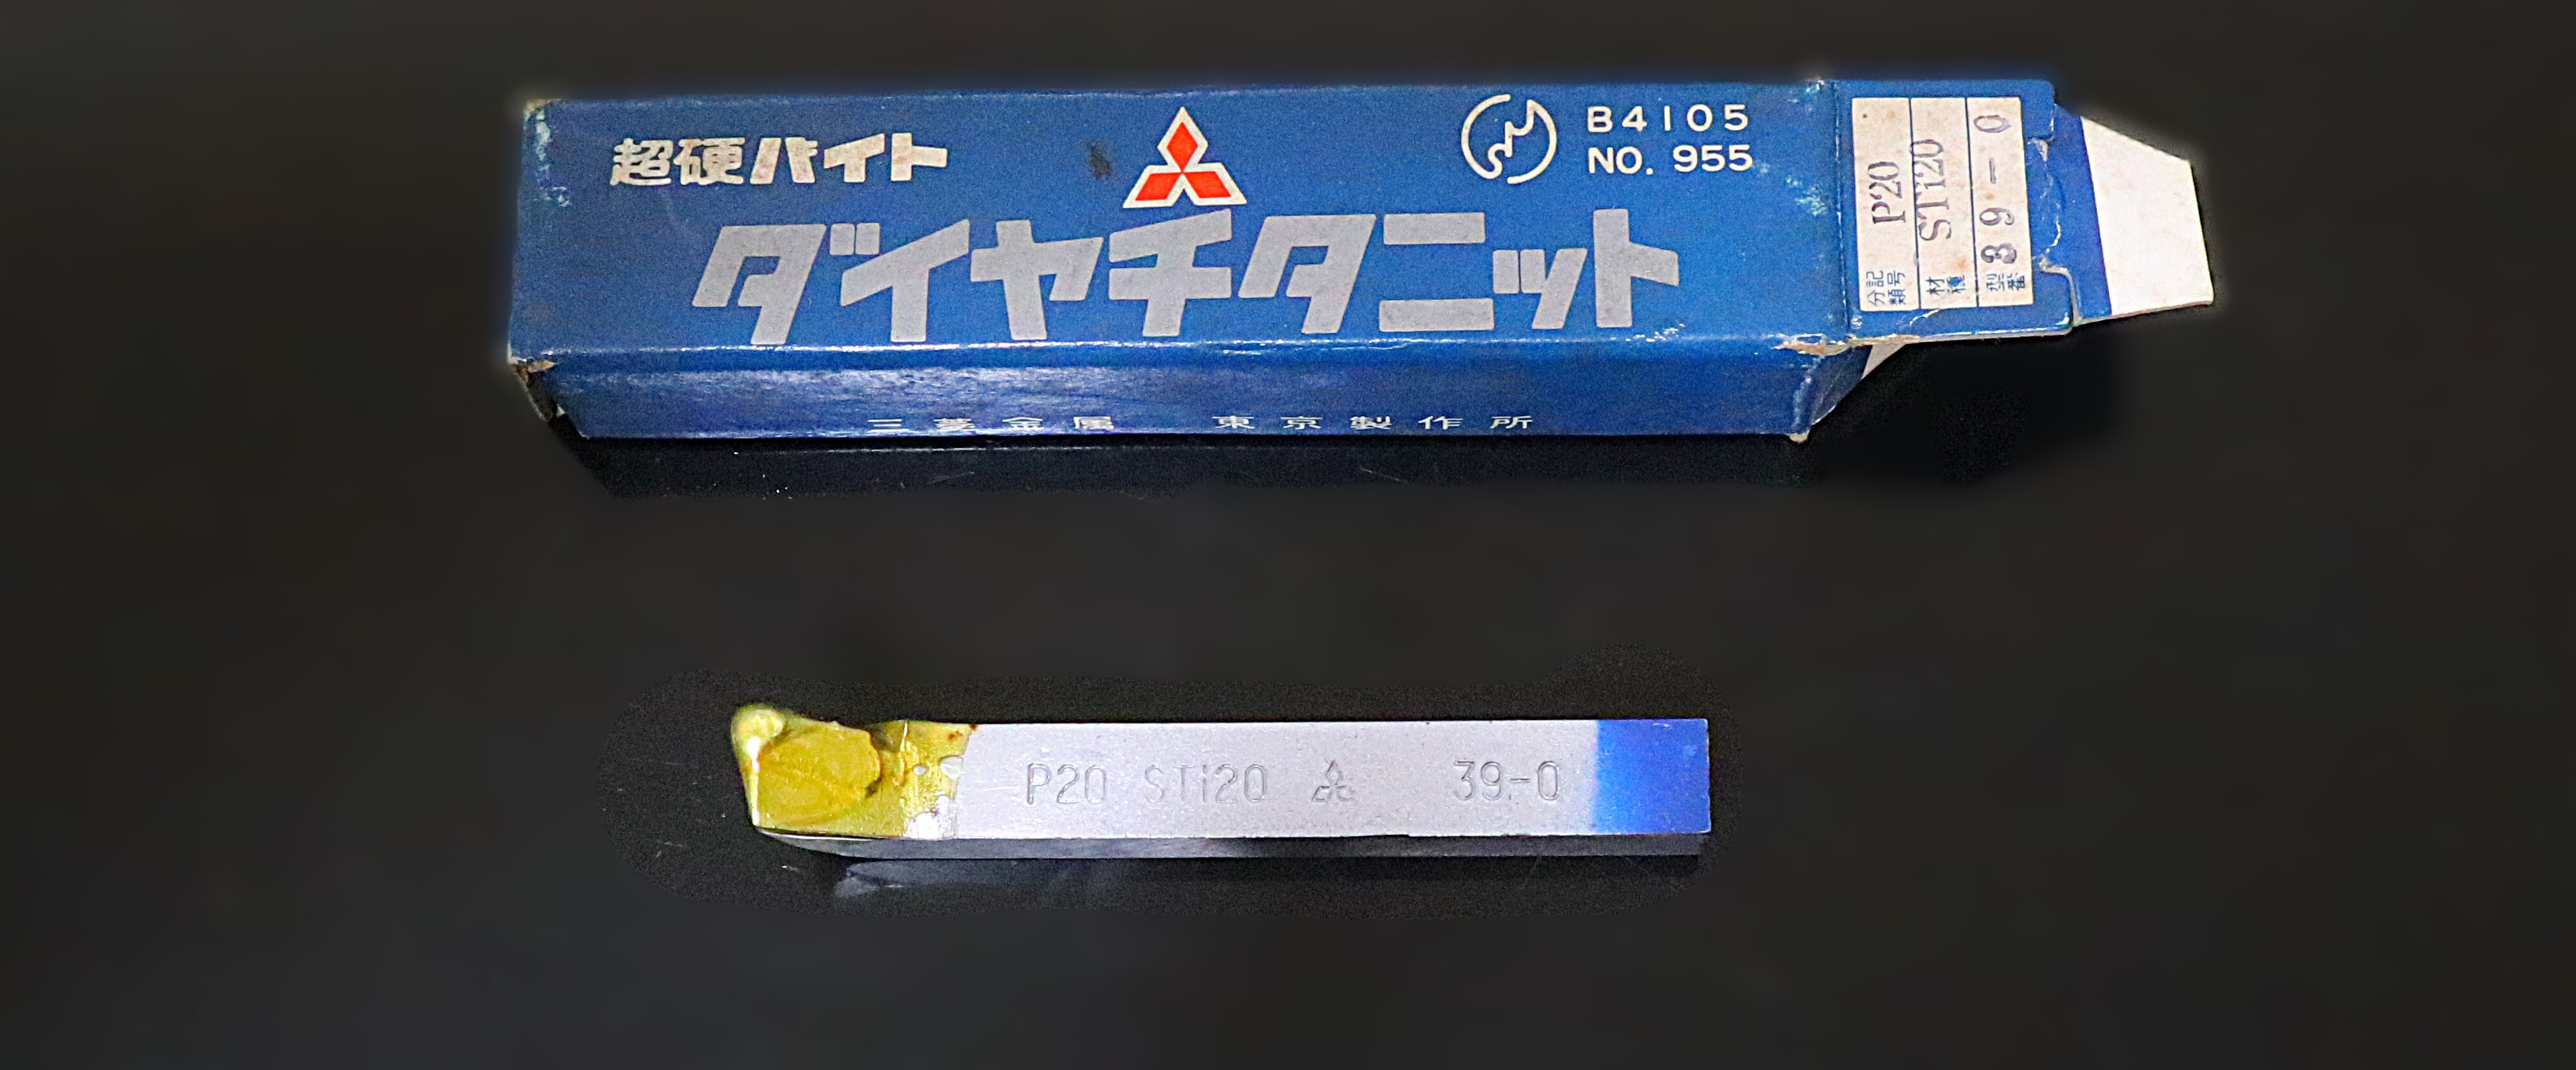 超硬バイト
B4105
NO. 955
ダイヤチタニット
三菱金属 東京製作所
分類記号 P20
材種 STi20
型番 39-0
P20 STi20 39-0